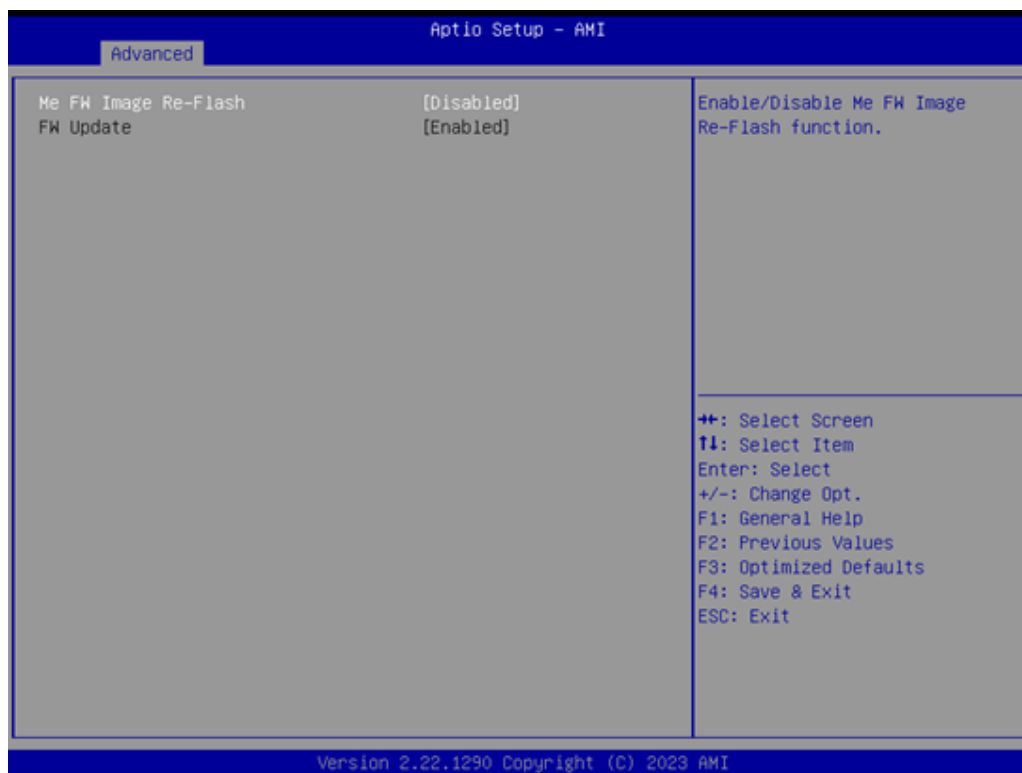 Aptio Setup – AMI
Advanced
Me FW Image Re-Flash [Disabled]
FW Update [Enabled]
Enable/Disable Me FW Image
Re-Flash function.
→←: Select Screen
↑↓: Select Item
Enter: Select
+/-: Change Opt.
F1: General Help
F2: Previous Values
F3: Optimized Defaults
F4: Save & Exit
ESC: Exit
Version 2.22.1290 Copyright (C) 2023 AMI